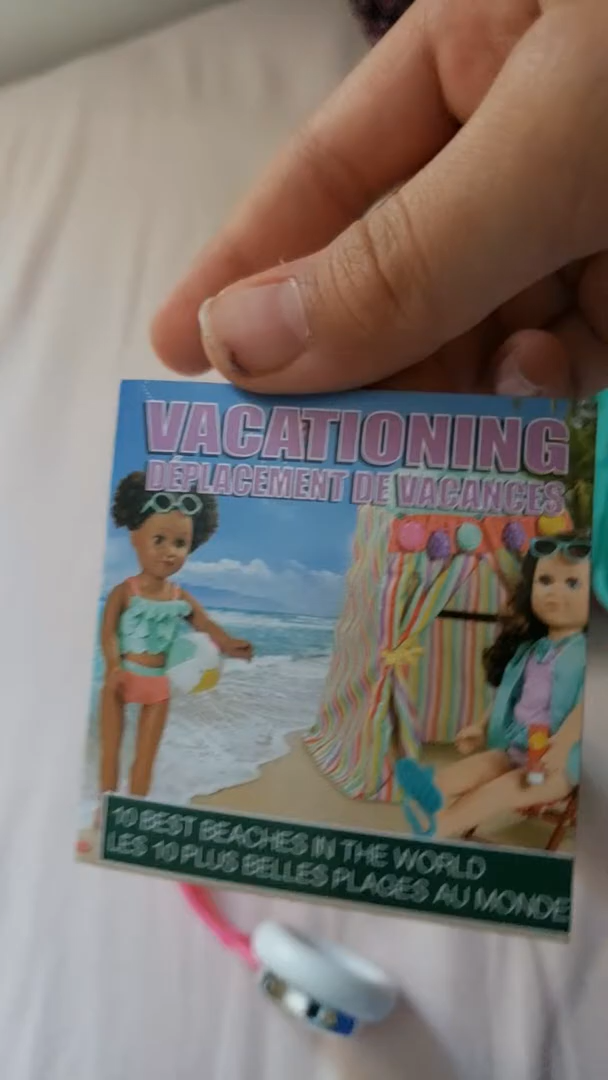 VACATIONING
DÉPLACEMENT DE VACANCES
10 BEST BEACHES IN THE WORLD
LES 10 PLUS BELLES PLAGES AU MONDE